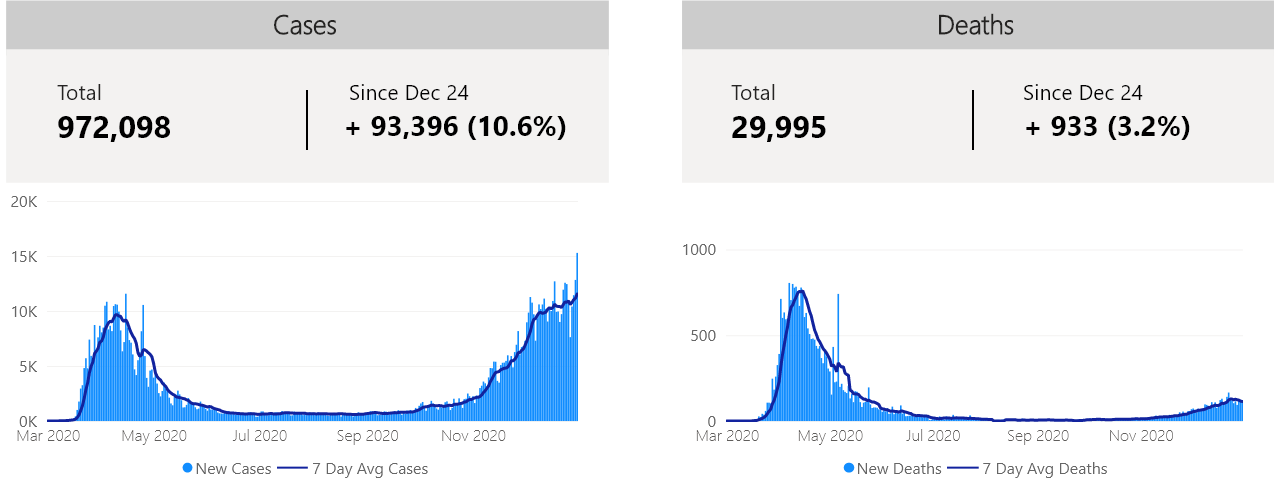 Cases
Total
972,098
Since Dec 24
+ 93,396 (10.6%)
20K
15K
10K
5K
0K
Mar 2020 May 2020 Jul 2020 Sep 2020 Nov 2020
New Cases 7 Day Avg Cases
Deaths
Total
29,995
Since Dec 24
+ 933 (3.2%)
1000
500
0
Mar 2020 May 2020 Jul 2020 Sep 2020 Nov 2020
New Deaths 7 Day Avg Deaths